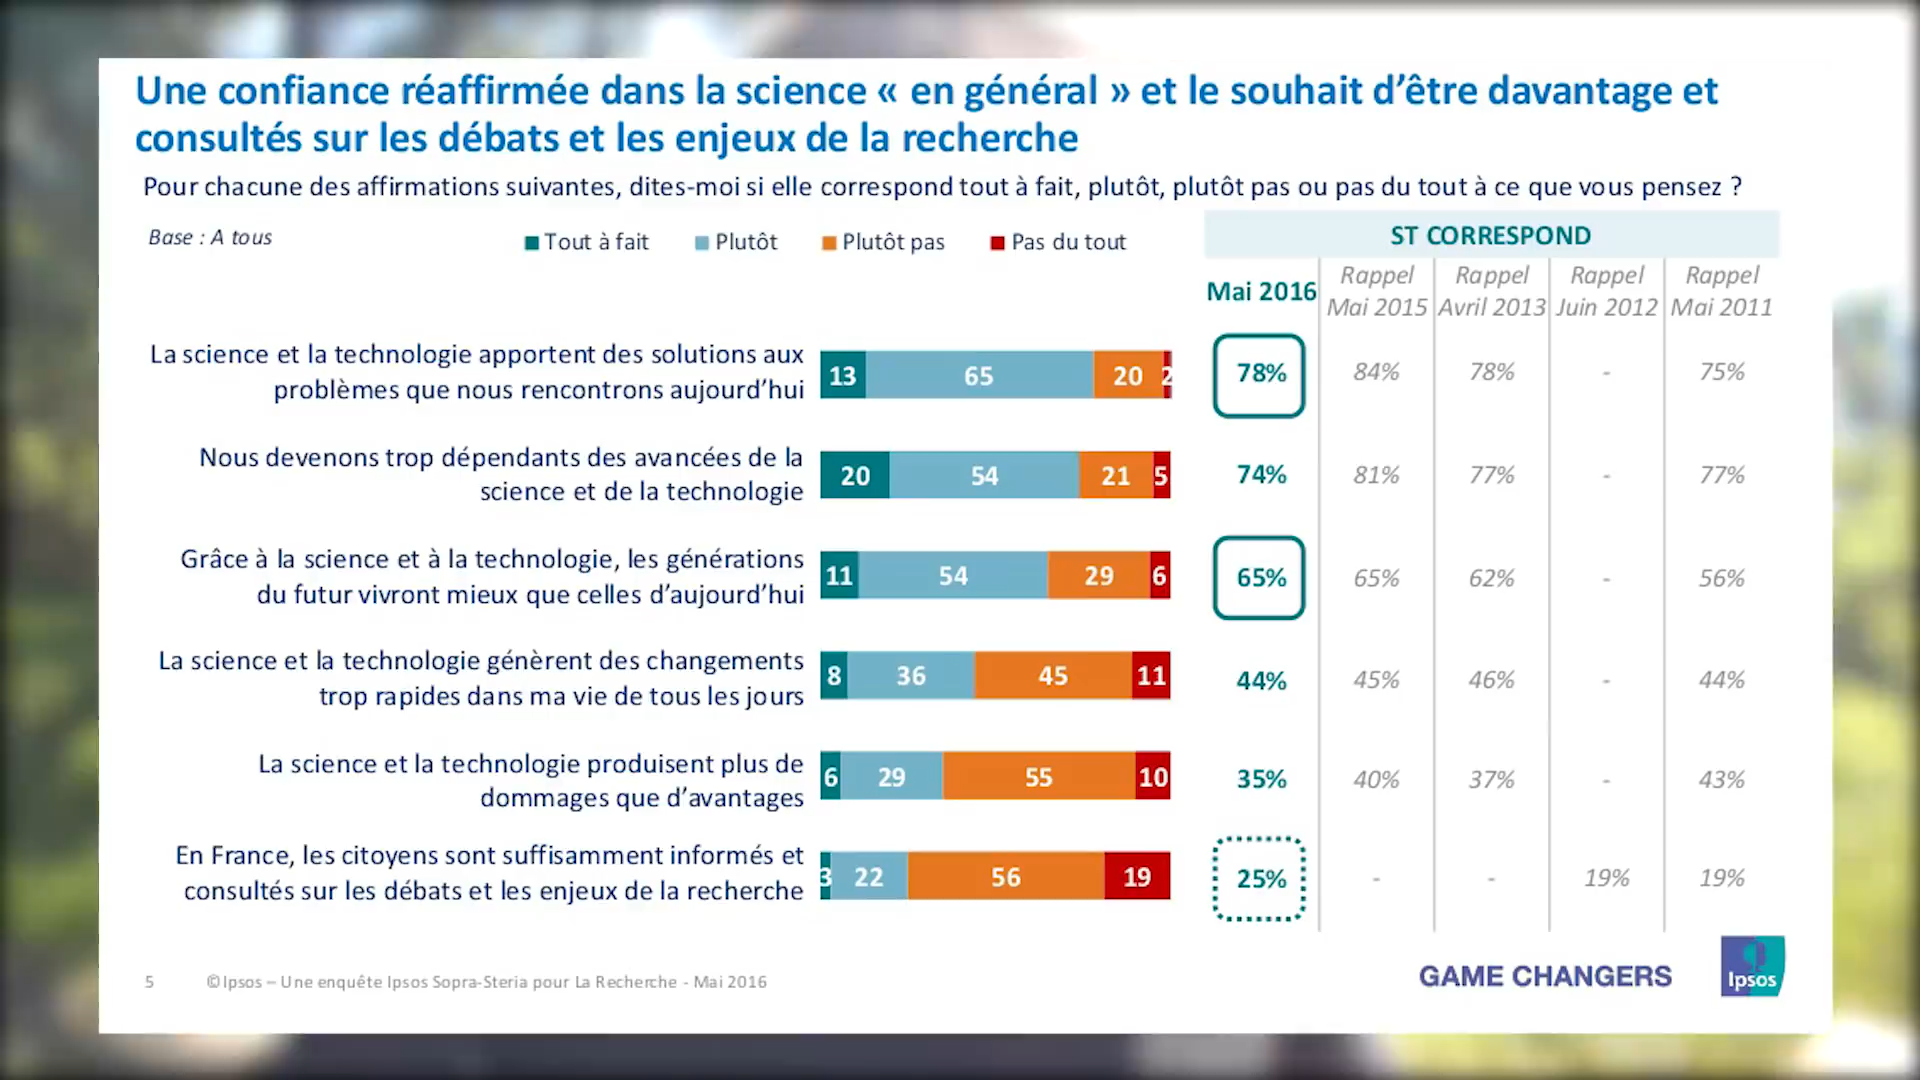 Une confiance réaffirmée dans la science « en général » et le souhait d'être davantage et
consultés sur les débats et les enjeux de la recherche
Pour chacune des affirmations suivantes, dites-moi si elle correspond tout à fait, plutôt, plutôt pas ou pas du tout à ce que vous pensez ?
Base : A tous
Tout à fait Plutôt Plutôt pas Pas du tout
ST CORRESPOND
Mai 2016
Rappel Mai 2015
Rappel Avril 2013
Rappel Juin 2012
Rappel Mai 2011
La science et la technologie apportent des solutions aux
problèmes que nous rencontrons aujourd'hui
13 65 20 2 78% 84% 78% - 75%
Nous devenons trop dépendants des avancées de la
science et de la technologie
20 54 21 5 74% 81% 77% - 77%
Grâce à la science et à la technologie, les générations
du futur vivront mieux que celles d'aujourd'hui
11 54 29 6 65% 65% 62% - 56%
La science et la technologie génèrent des changements
trop rapides dans ma vie de tous les jours
8 36 45 11 44% 45% 46% - 44%
La science et la technologie produisent plus de
dommages que d'avantages
6 29 55 10 35% 40% 37% - 43%
En France, les citoyens sont suffisamment informés et
consultés sur les débats et les enjeux de la recherche
3 22 56 19 25% - - 19% 19%
5 © Ipsos – Une enquête Ipsos Sopra-Steria pour La Recherche - Mai 2016
GAME CHANGERS
Ipsos